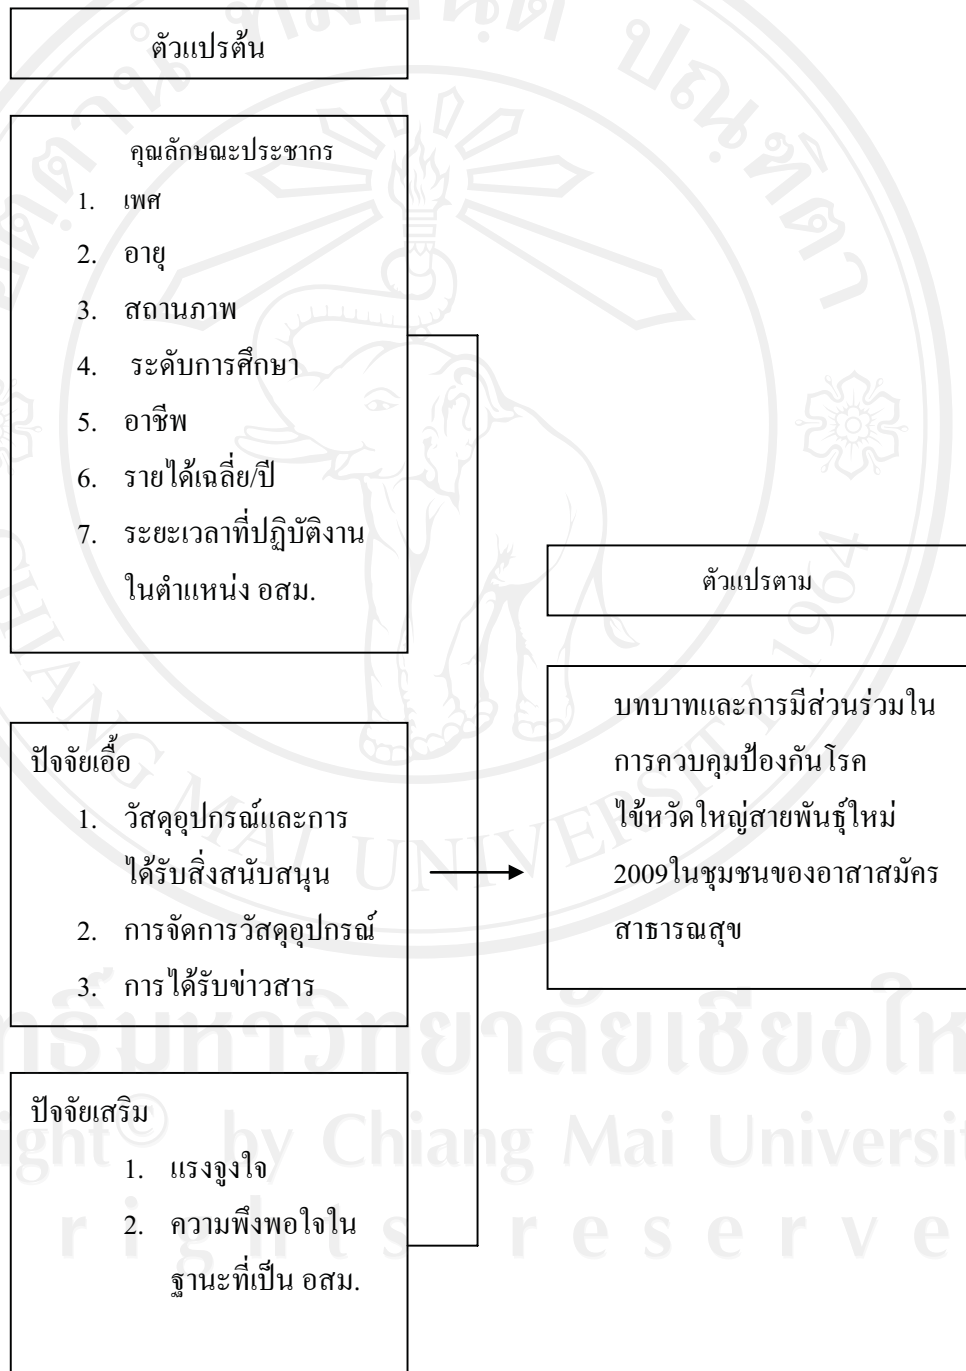 ตัวแปรต้น
คุณลักษณะประชากร
1. เพศ
2. อายุ
3. สถานภาพ
4. ระดับการศึกษา
5. อาชีพ
6. รายได้เฉลี่ย/ปี
7. ระยะเวลาที่ปฏิบัติงาน
ในตำแหน่ง อสม.
ปัจจัยเอื้อ
1. วัสดุอุปกรณ์และการ
ได้รับสิ่งสนับสนุน
2. การจัดการวัสดุอุปกรณ์
3. การได้รับข่าวสาร
ปัจจัยเสริม
1. แรงจูงใจ
2. ความพึงพอใจใน
ฐานะที่เป็น อสม.
ตัวแปรตาม
บทบาทและการมีส่วนร่วมใน
การควบคุมป้องกันโรค
ไข้หวัดใหญ่สายพันธุ์ใหม่
2009ในชุมชนของอาสาสมัคร
สาธารณสุข
CHIANG MAI UNIVERSITY 1964
by Chiang Mai